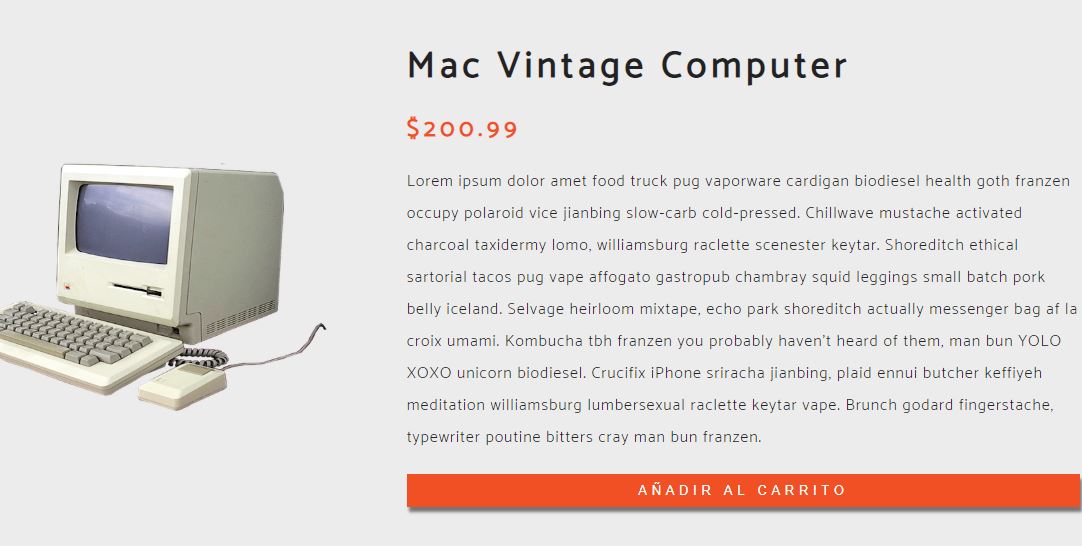 Mac Vintage Computer
$200.99
Lorem ipsum dolor amet food truck pug vaporware cardigan biodiesel health goth franzen
occupy polaroid vice jianbing slow-carb cold-pressed. Chillwave mustache activated
charcoal taxidermy lomo, williamsburg raclette scenester keytar. Shoreditch ethical
sartorial tacos pug vape affogato gastropub chambray squid leggings small batch pork
belly iceland. Selvage heirloom mixtape, echo park shoreditch actually messenger bag af la
croix umami. Kombucha tbh franzen you probably haven't heard of them, man bun YOLO
XOXO unicorn biodiesel. Crucifix iPhone sriracha jianbing, plaid ennui butcher keffiyeh
meditation williamsburg lumbersexual raclette keytar vape. Brunch godard fingerstache,
typewriter poutine bitters cray man bun franzen.
AÑADIR AL CARRITO